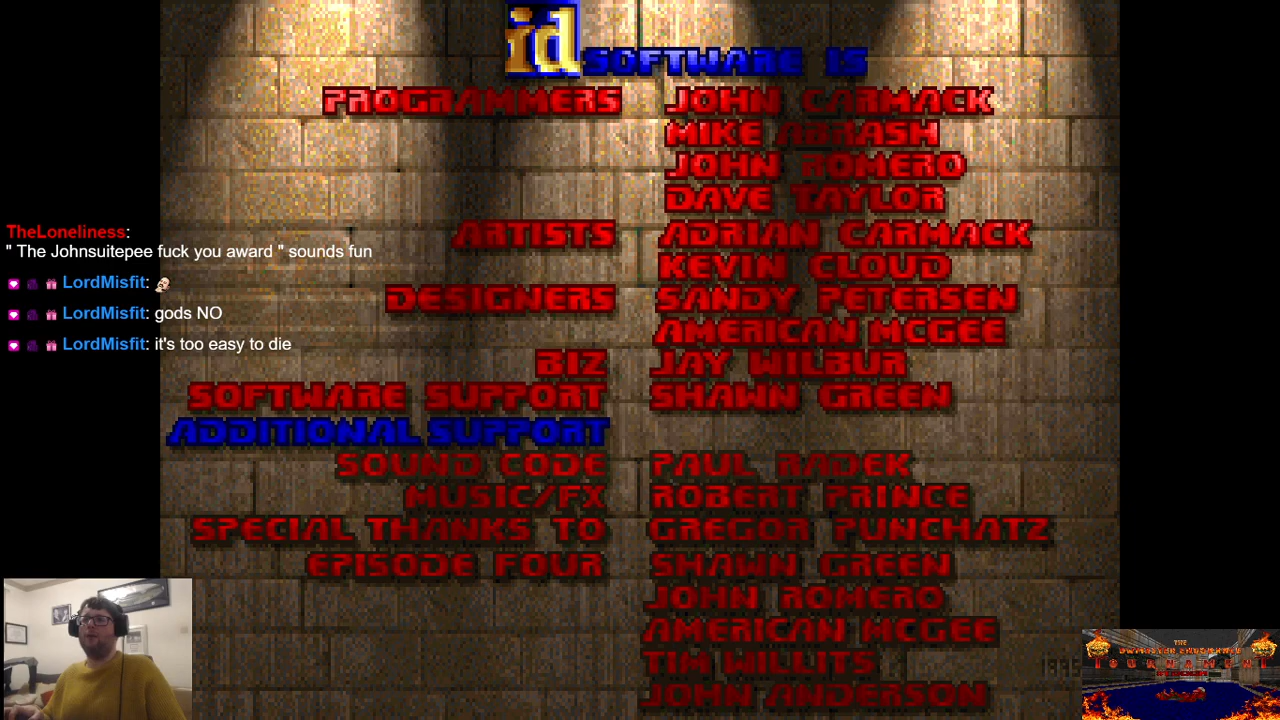 id SOFTWARE IS
PROGRAMMERS JOHN CARMACK
MIKE ABRASH
JOHN ROMERO
DAVE TAYLOR
ARTISTS ADRIAN CARMACK
KEVIN CLOUD
DESIGNERS SANDY PETERSEN
AMERICAN MCGEE
BIZ JAY WILBUR
SOFTWARE SUPPORT SHAWN GREEN
ADDITIONAL SUPPORT
SOUND CODE PAUL RADEK
MUSIC/FX ROBERT PRINCE
SPECIAL THANKS TO GREGOR PUNCHATZ
EPISODE FOUR SHAWN GREEN
JOHN ROMERO
AMERICAN MCGEE
TIM WILLITS
JOHN ANDERSON
TheLoneliness:
" The Johnsuitepee fuck you award " sounds fun
LordMisfit:
LordMisfit: gods NO
LordMisfit: it's too easy to die
THE
TOURNAMENT